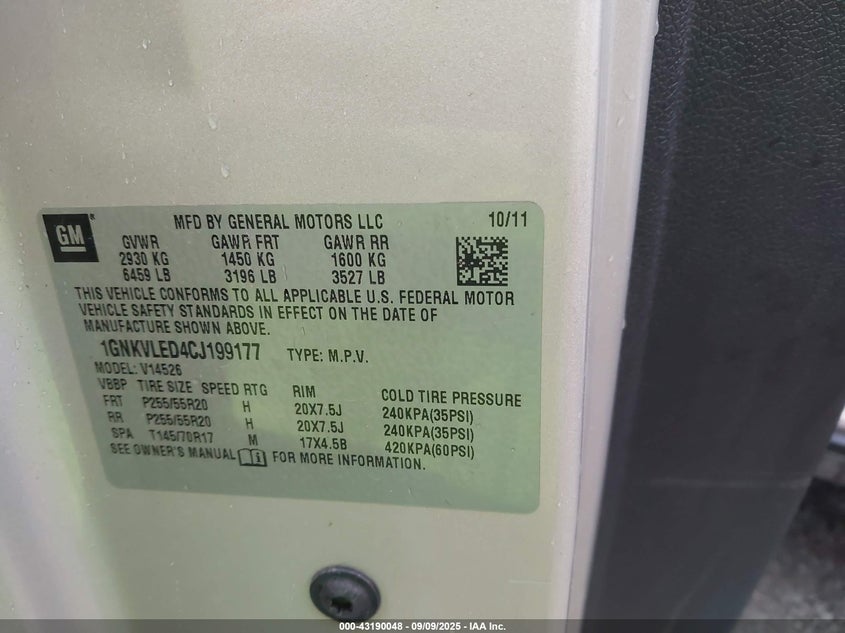 GM
®
MFD BY GENERAL MOTORS LLC 10/11
GVWR GAWR FRT GAWR RR
2930 KG 1450 KG 1600 KG
6459 LB 3196 LB 3527 LB
THIS VEHICLE CONFORMS TO ALL APPLICABLE U.S. FEDERAL MOTOR
VEHICLE SAFETY STANDARDS IN EFFECT ON THE DATE OF
MANUFACTURE SHOWN ABOVE.
1GNKVLED4CJ199177 TYPE: M.P.V.
MODEL: V14526
VBBP TIRE SIZE SPEED RTG RIM COLD TIRE PRESSURE
FRT P255/55R20 H 20X7.5J 240KPA(35PSI)
RR P255/55R20 H 20X7.5J 240KPA(35PSI)
SPA T145/70R17 M 17X4.5B 420KPA(60PSI)
SEE OWNER'S MANUAL FOR MORE INFORMATION.
000-43190048 - 09/09/2025 - IAA Inc.